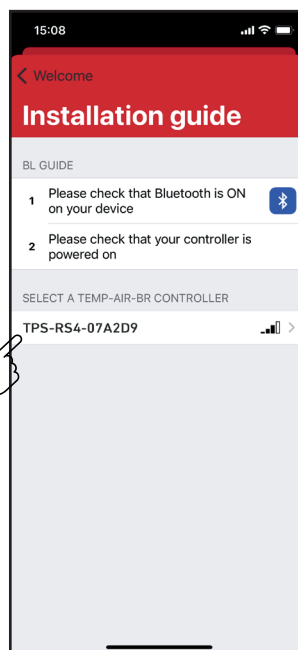 15:08
Welcome
Installation guide
BL GUIDE
1 Please check that Bluetooth is ON
on your device
2 Please check that your controller is
powered on
SELECT A TEMP-AIR-BR CONTROLLER
TPS-RS4-07A2D9